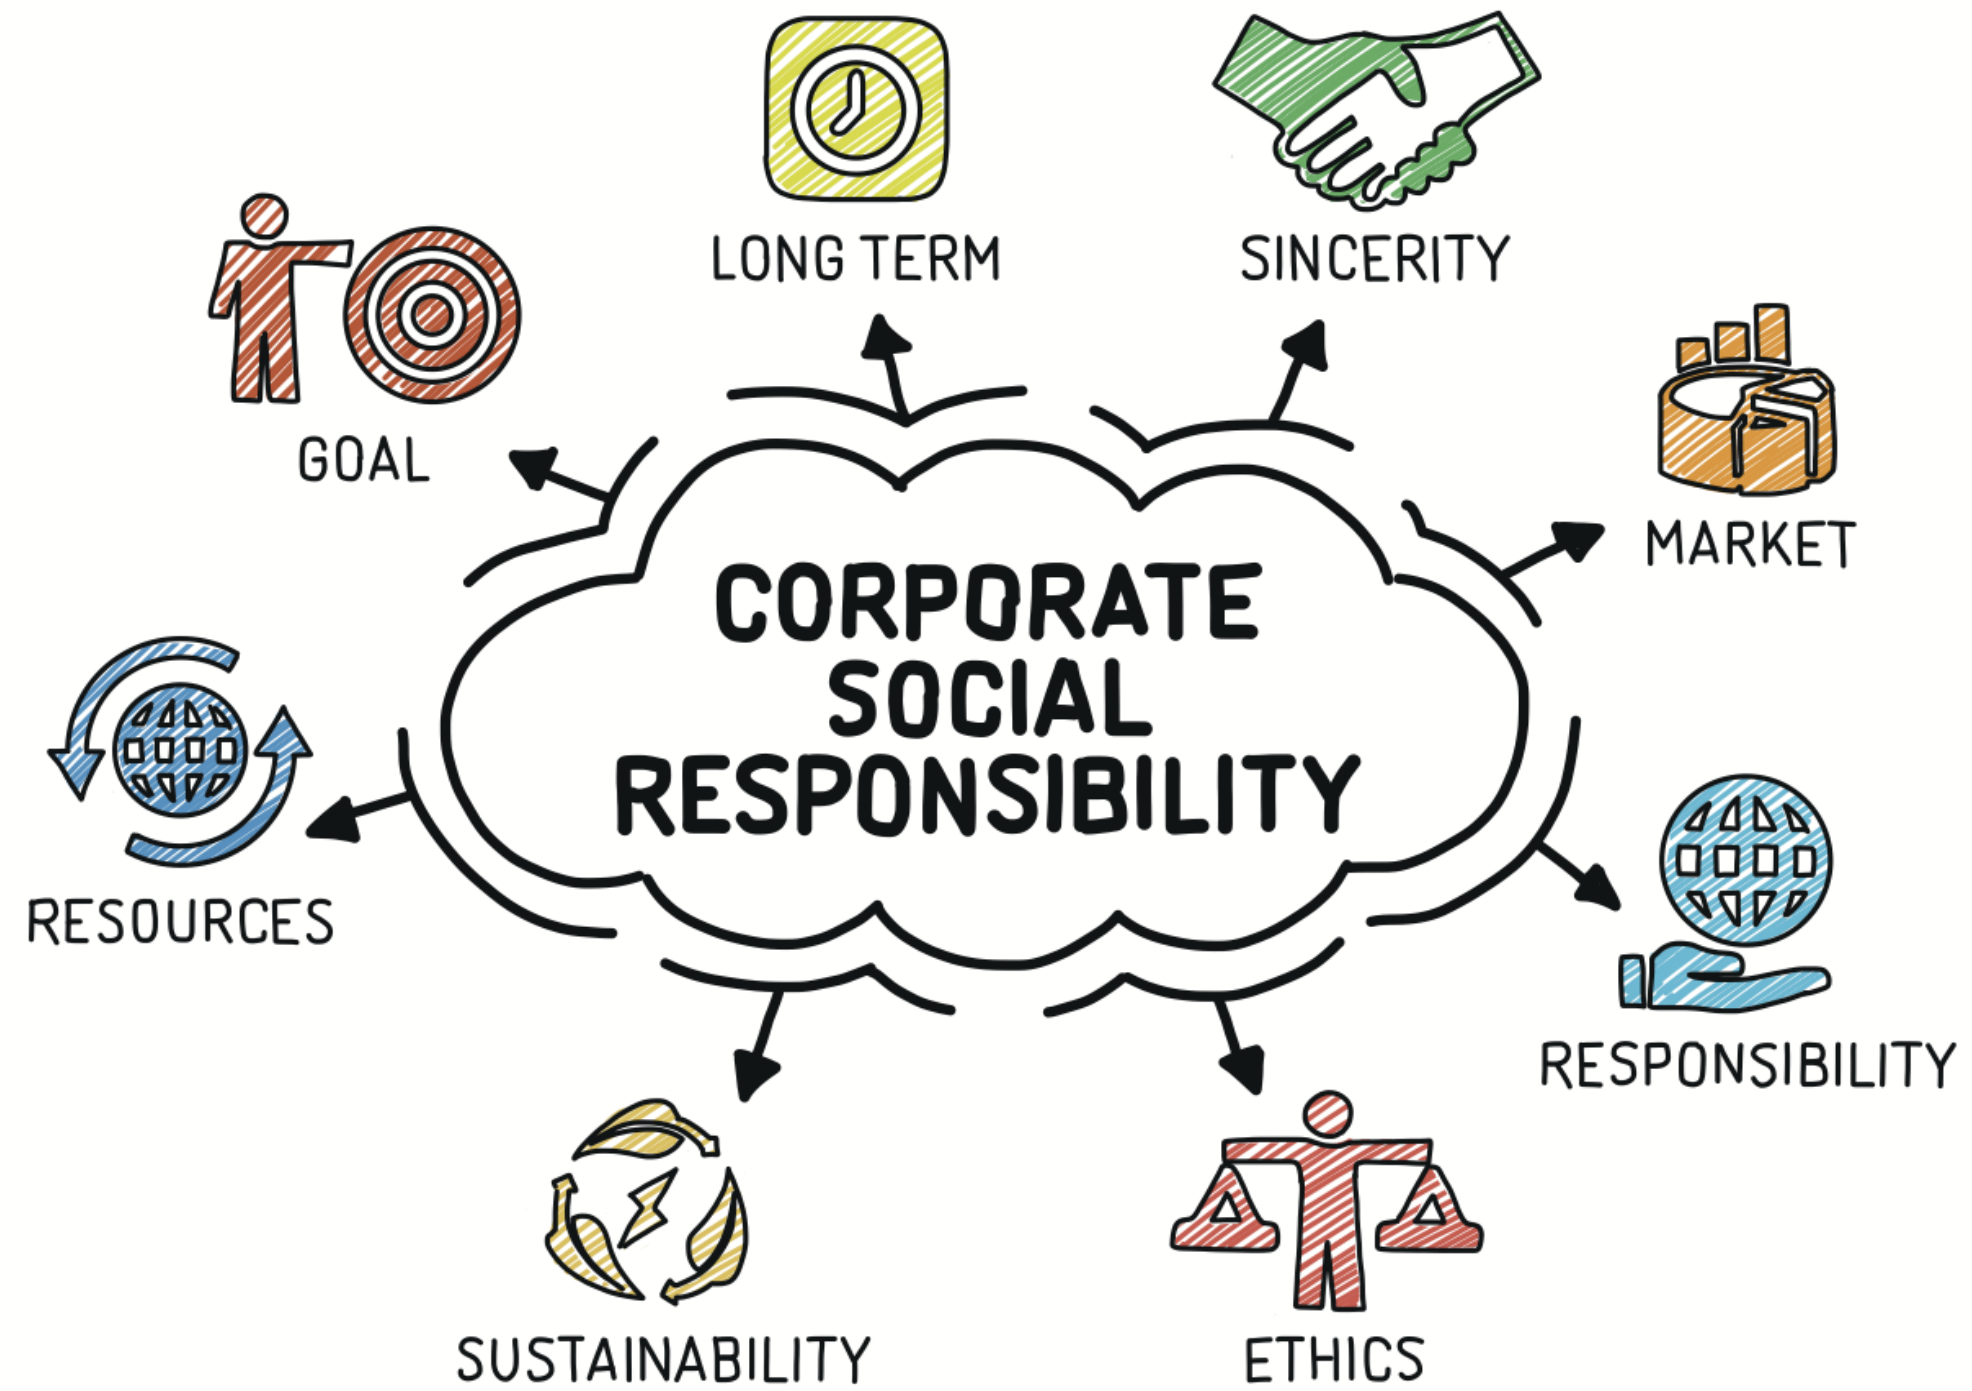 LONG TERM
SINCERITY
GOAL
MARKET
CORPORATE
SOCIAL
RESPONSIBILITY
RESOURCES
RESPONSIBILITY
SUSTAINABILITY
ETHICS